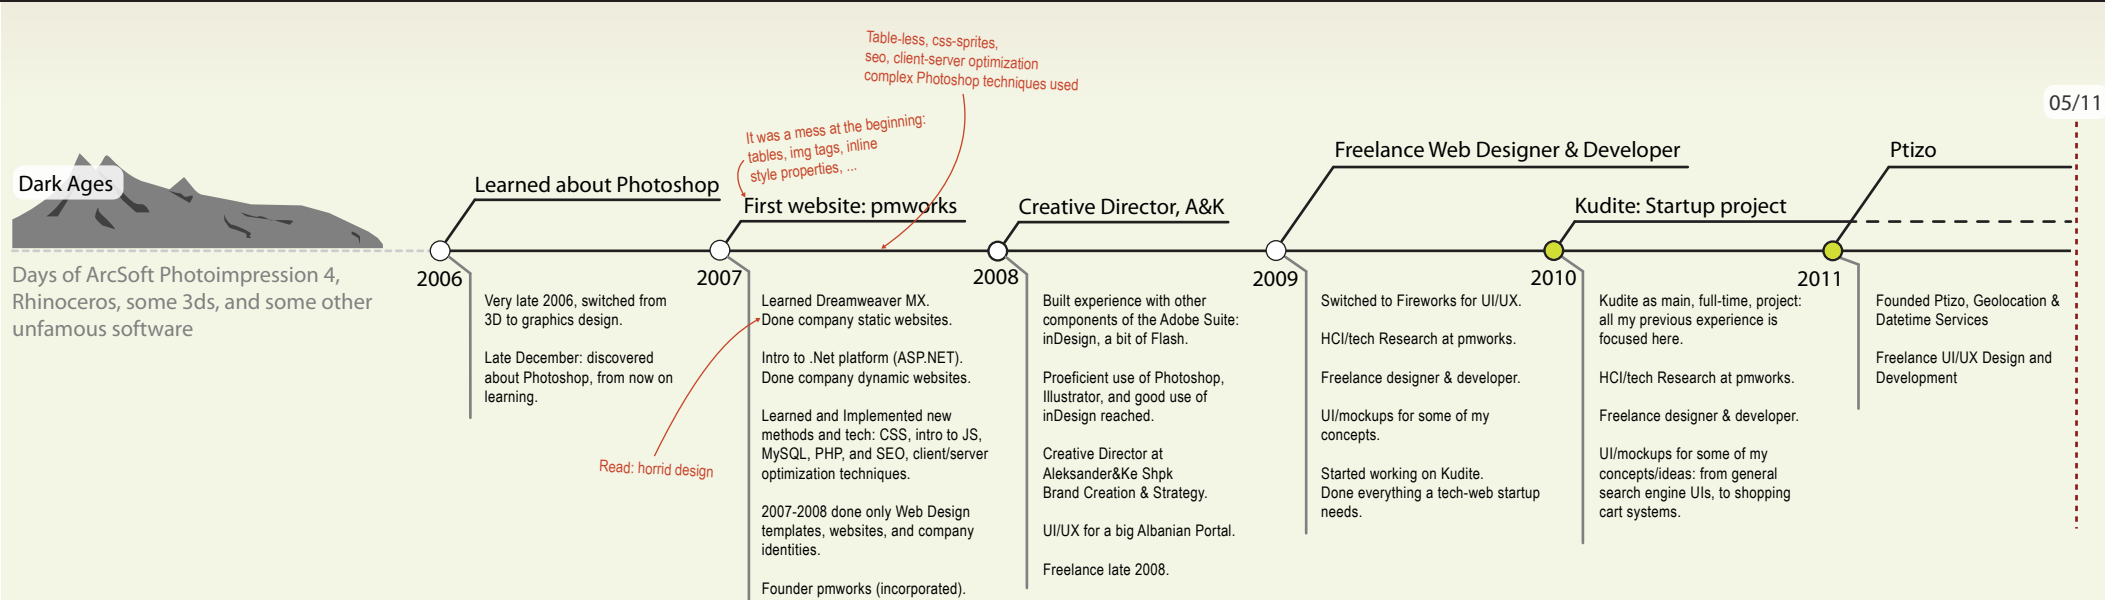 Table-less, css-sprites,
seo, client-server optimization
complex Photoshop techniques used
05/11
It was a mess at the beginning:
tables, img tags, inline
style properties, ...
Dark Ages
Learned about Photoshop
First website: pmworks
Creative Director, A&K
Freelance Web Designer & Developer
Kudite: Startup project
Ptizo
Days of ArcSoft Photoimpression 4,
Rhinoceros, some 3ds, and some other
unfamous software
2006
Very late 2006, switched from
3D to graphics design.
Late December: discovered
about Photoshop, from now on
learning.
Read: horrid design
2007
Learned Dreamweaver MX.
Done company static websites.
Intro to .Net platform (ASP.NET).
Done company dynamic websites.
Learned and Implemented new
methods and tech: CSS, intro to JS,
MySQL, PHP, and SEO, client/server
optimization techniques.
2007-2008 done only Web Design
templates, websites, and company
identities.
Founder pmworks (incorporated).
2008
Built experience with other
components of the Adobe Suite:
inDesign, a bit of Flash.
Proeficient use of Photoshop,
Illustrator, and good use of
inDesign reached.
Creative Director at
Aleksander&Ke Shpk
Brand Creation & Strategy.
UI/UX for a big Albanian Portal.
Freelance late 2008.
2009
Switched to Fireworks for UI/UX.
HCI/tech Research at pmworks.
Freelance designer & developer.
UI/mockups for some of my
concepts.
Started working on Kudite.
Done everything a tech-web startup
needs.
2010
Kudite as main, full-time, project:
all my previous experience is
focused here.
HCI/tech Research at pmworks.
Freelance designer & developer.
UI/mockups for some of my
concepts/ideas: from general
search engine UIs, to shopping
cart systems.
2011
Founded Ptizo, Geolocation &
Datetime Services
Freelance UI/UX Design and
Development